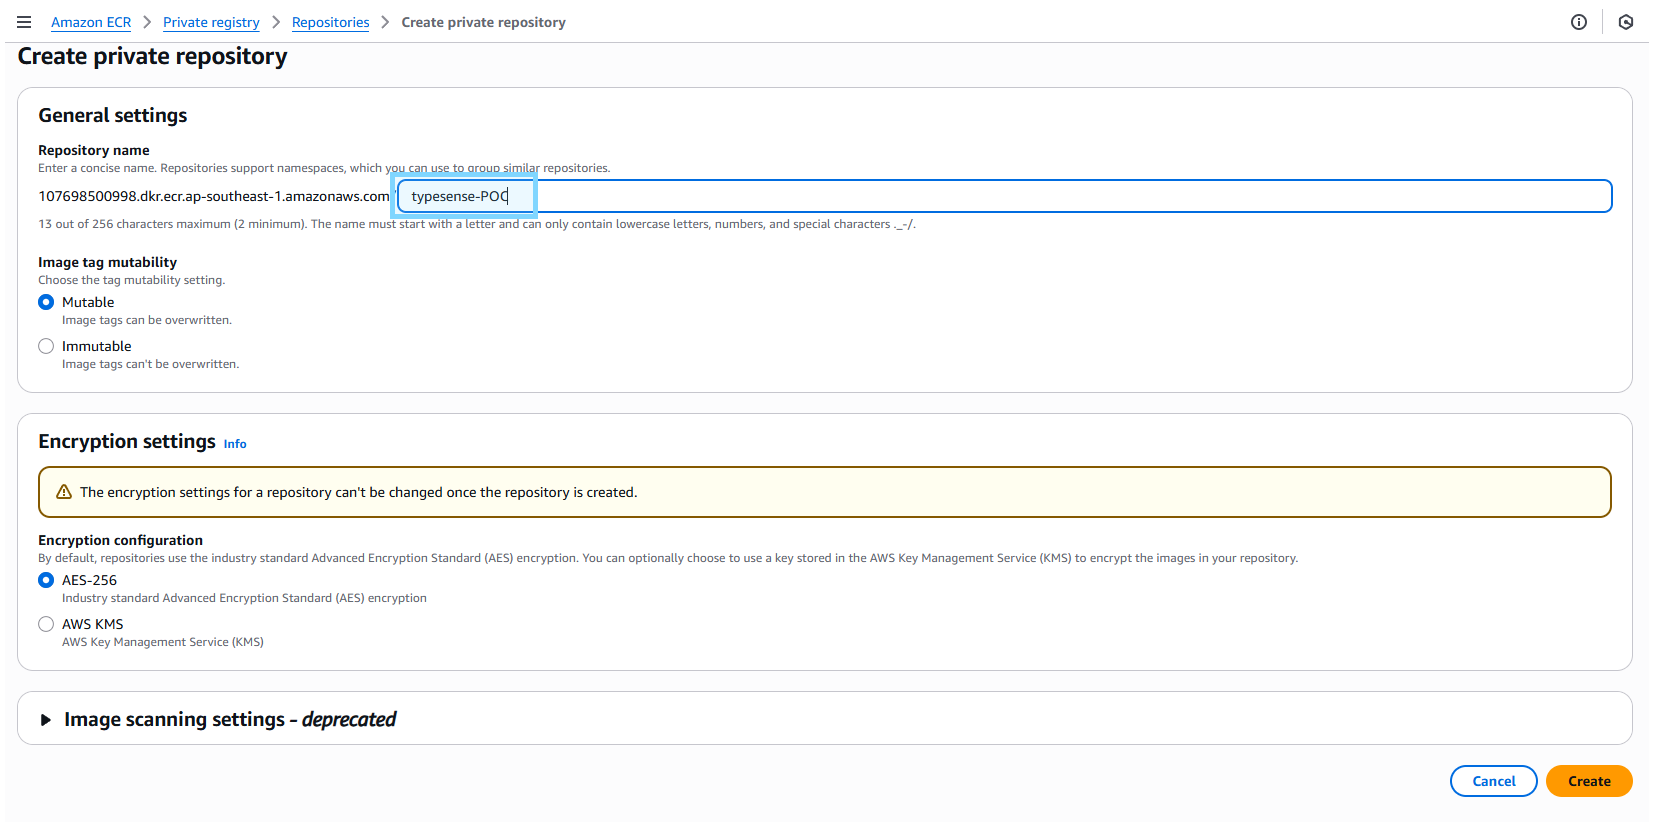 Amazon ECR > Private registry > Repositories > Create private repository
Create private repository
General settings
Repository name
Enter a concise name. Repositories support namespaces, which you can use to group similar repositories.
107698500998.dkr.ecr.ap-southeast-1.amazonaws.com/ typesense-POC
13 out of 256 characters maximum (2 minimum). The name must start with a letter and can only contain lowercase letters, numbers, and special characters ._-/.
Image tag mutability
Choose the tag mutability setting.
Mutable
Image tags can be overwritten.
Immutable
Image tags can't be overwritten.
Encryption settings Info
The encryption settings for a repository can't be changed once the repository is created.
Encryption configuration
By default, repositories use the industry standard Advanced Encryption Standard (AES) encryption. You can optionally choose to use a key stored in the AWS Key Management Service (KMS) to encrypt the images in your repository.
AES-256
Industry standard Advanced Encryption Standard (AES) encryption
AWS KMS
AWS Key Management Service (KMS)
Image scanning settings - deprecated
Cancel Create